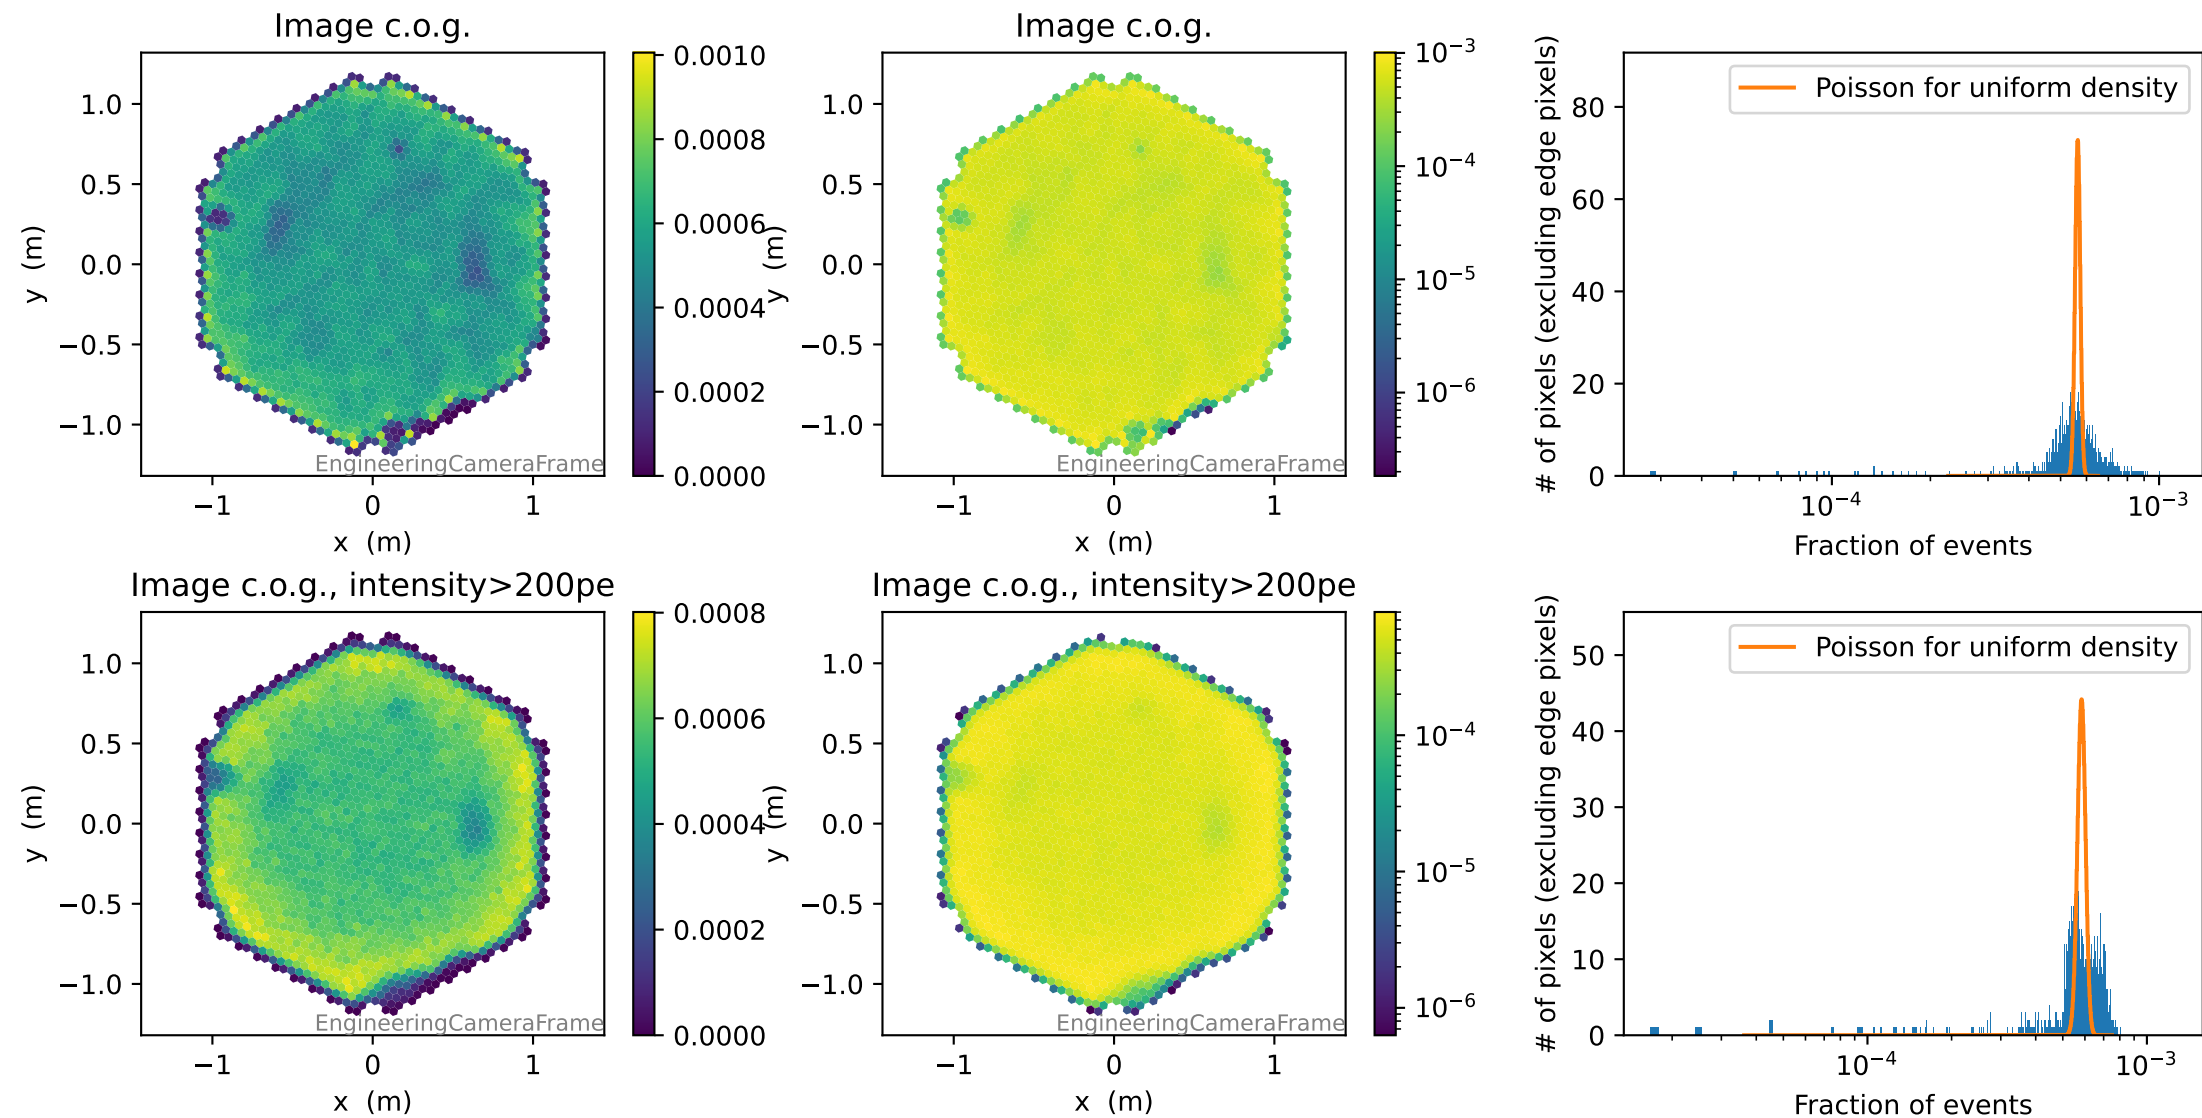 Image c.o.g.
1.0
0.5
0.0
−0.5
−1.0
y (m)
−1
0
1
x (m)
EngineeringCameraFrame
0.0010
0.0008
0.0006
0.0004
0.0002
0.0000
Image c.o.g.
1.0
0.5
0.0
−0.5
−1.0
y (m)
−1
0
1
x (m)
EngineeringCameraFrame
10⁻³
10⁻⁴
10⁻⁵
10⁻⁶
Poisson for uniform density
80
60
40
20
0
# of pixels (excluding edge pixels)
10⁻⁴
10⁻³
Fraction of events
Image c.o.g., intensity>200pe
1.0
0.5
0.0
−0.5
−1.0
y (m)
−1
0
1
x (m)
EngineeringCameraFrame
0.0008
0.0006
0.0004
0.0002
0.0000
Image c.o.g., intensity>200pe
1.0
0.5
0.0
−0.5
−1.0
y (m)
−1
0
1
x (m)
EngineeringCameraFrame
10⁻⁴
10⁻⁵
10⁻⁶
Poisson for uniform density
50
40
30
20
10
0
# of pixels (excluding edge pixels)
10⁻⁴
10⁻³
Fraction of events